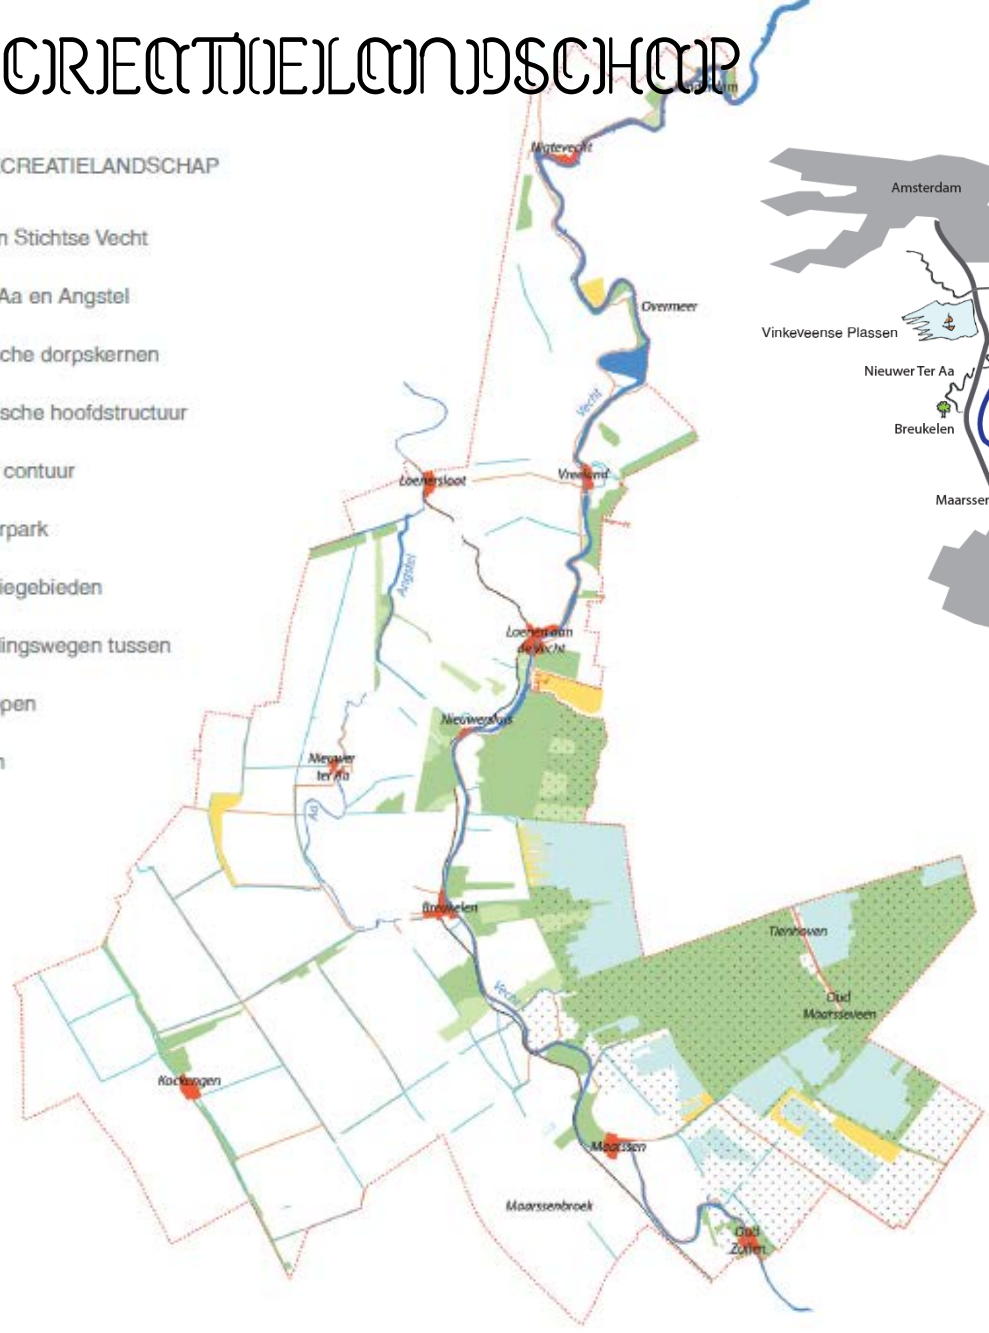 CREATIELANDSCHAP
CREATIELANDSCHAP
n Stichtse Vecht
Aa en Angstel
che dorpskernen
sche hoofdstructuur
contuur
rpark
iegebieden
lingswegen tussen
pen
n
Nigtevecht
Overmeer
Vecht
Vreeland
Loenersloot
Angstel
Loenen aan
de Vecht
Nieuwersluis
Nieuwer
ter Aa
Aa
Breukelen
Vecht
Tienhoven
Oud
Maarsseveen
Kockengen
Maarssen
Maarssenbroek
Oud
Zuilen
Amsterdam
Vinkeveense Plassen
Nieuwer Ter Aa
Breukelen
Maarssen